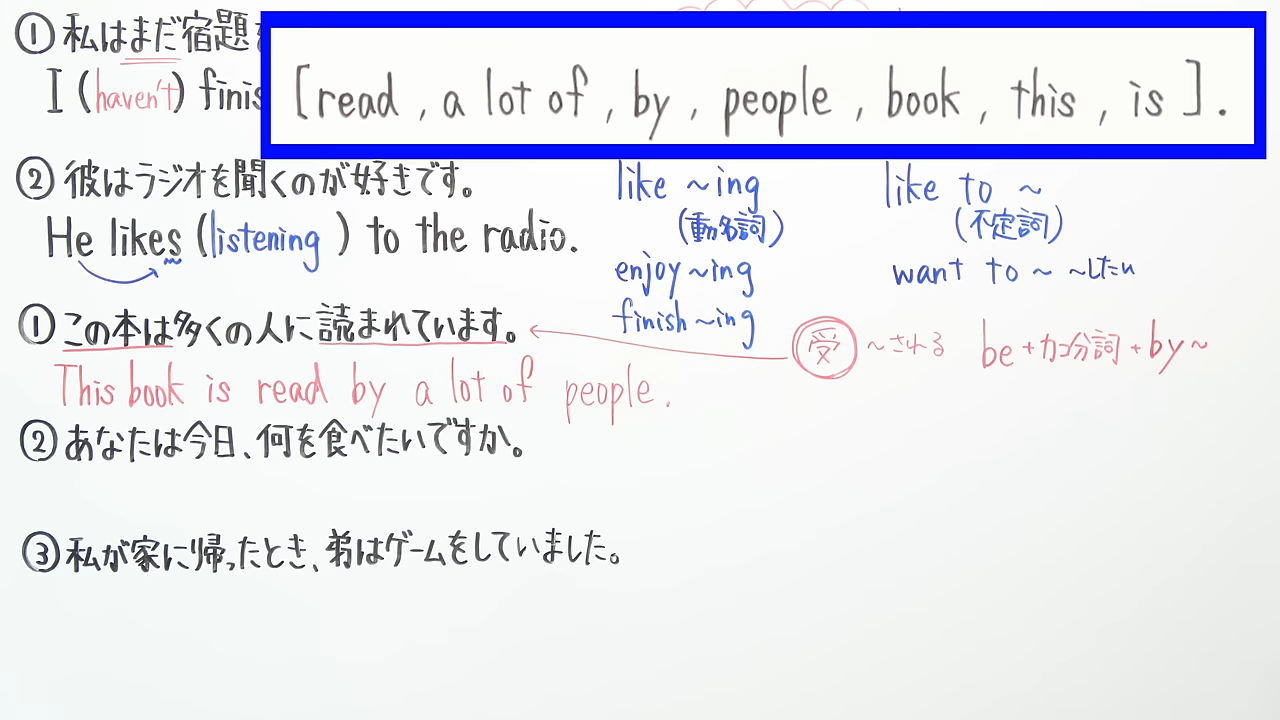 ①私はまだ宿題
I (haven't) finis
[read , a lot of , by , people , book , this , is ].
②彼はラジオを聞くのが好きです。
He likes (listening ) to the radio.
like ~ing
(動名詞)
enjoy ~ing
finish ~ing
like to ~
(不定詞)
want to ~ ~したい
①この本は多くの人に読まれています。
受 ~される be+カコ分詞+by~
This book is read by a lot of people.
②あなたは今日、何を食べたいですか。
③私が家に帰ったとき、弟はゲームをしていました。